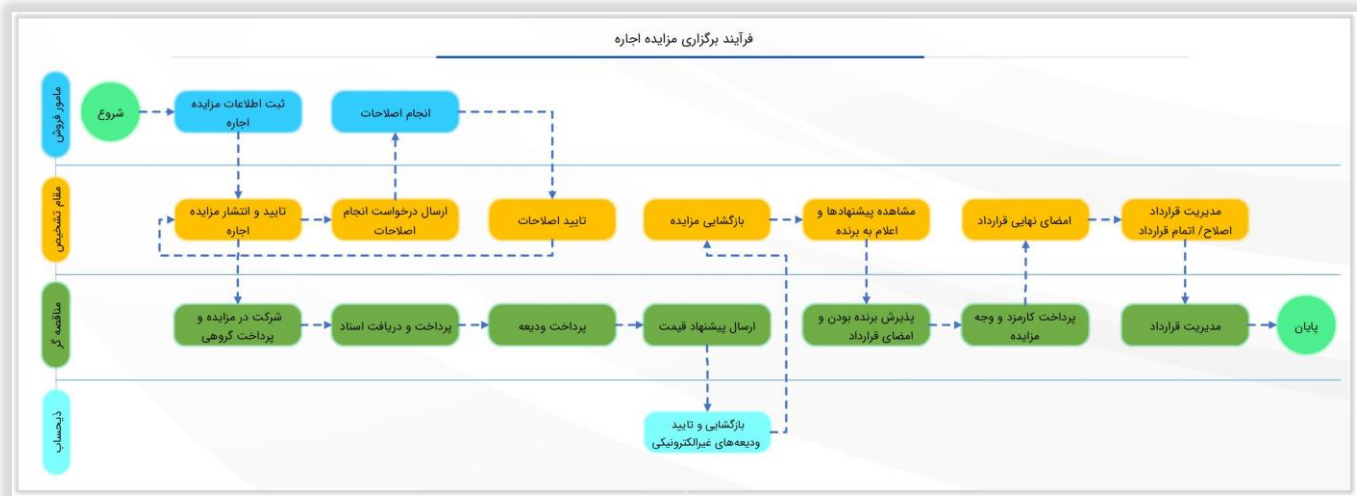 فرآیند برگزاری مزایده اجاره
مامور فروش
شروع
ثبت اطلاعات مزایده
اجاره
انجام اصلاحات
مقام تشخیص
تایید و انتشار مزایده
اجاره
ارسال درخواست انجام
اصلاحات
تایید اصلاحات
بازگشایی مزایده
مشاهده پیشنهادها و
اعلام به برنده
امضای نهایی قرارداد
مدیریت قرارداد
اصلاح/ اتمام قرارداد
مناقصه گر
شرکت در مزایده و
پرداخت گروهی
پرداخت و دریافت اسناد
پرداخت ودیعه
ارسال پیشنهاد قیمت
پذیرش برنده بودن و
امضای قرارداد
پرداخت کارمزد و وجه
مزایده
مدیریت قرارداد
پایان
ذیحساب
بازگشایی و تایید
ودیعه‌های غیرالکترونیکی